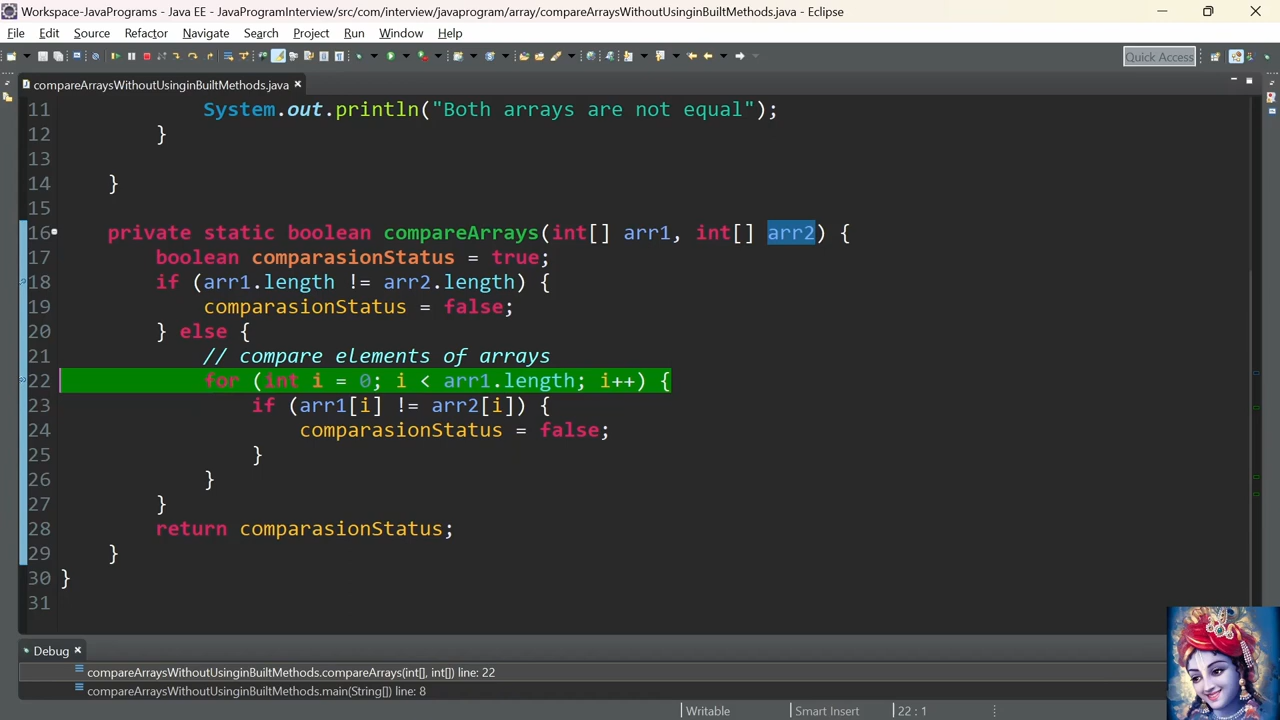 Workspace-JavaPrograms - Java EE - JavaProgramInterview/src/com/interview/javaprogram/array/compareArraysWithoutUsinginBuiltMethods.java - Eclipse
File Edit Source Refactor Navigate Search Project Run Window Help
Quick Access
compareArraysWithoutUsinginBuiltMethods.java
11 System.out.println("Both arrays are not equal");
12 }
13
14 }
15
16 private static boolean compareArrays(int[] arr1, int[] arr2) {
17 boolean comparasionStatus = true;
18 if (arr1.length != arr2.length) {
19 comparasionStatus = false;
20 } else {
21 // compare elements of arrays
22 for (int i = 0; i < arr1.length; i++) {
23 if (arr1[i] != arr2[i]) {
24 comparasionStatus = false;
25 }
26 }
27 }
28 return comparasionStatus;
29 }
30 }
31
Debug
compareArraysWithoutUsinginBuiltMethods.compareArrays(int[], int[]) line: 22
compareArraysWithoutUsinginBuiltMethods.main(String[]) line: 8
Writable Smart Insert 22 : 1